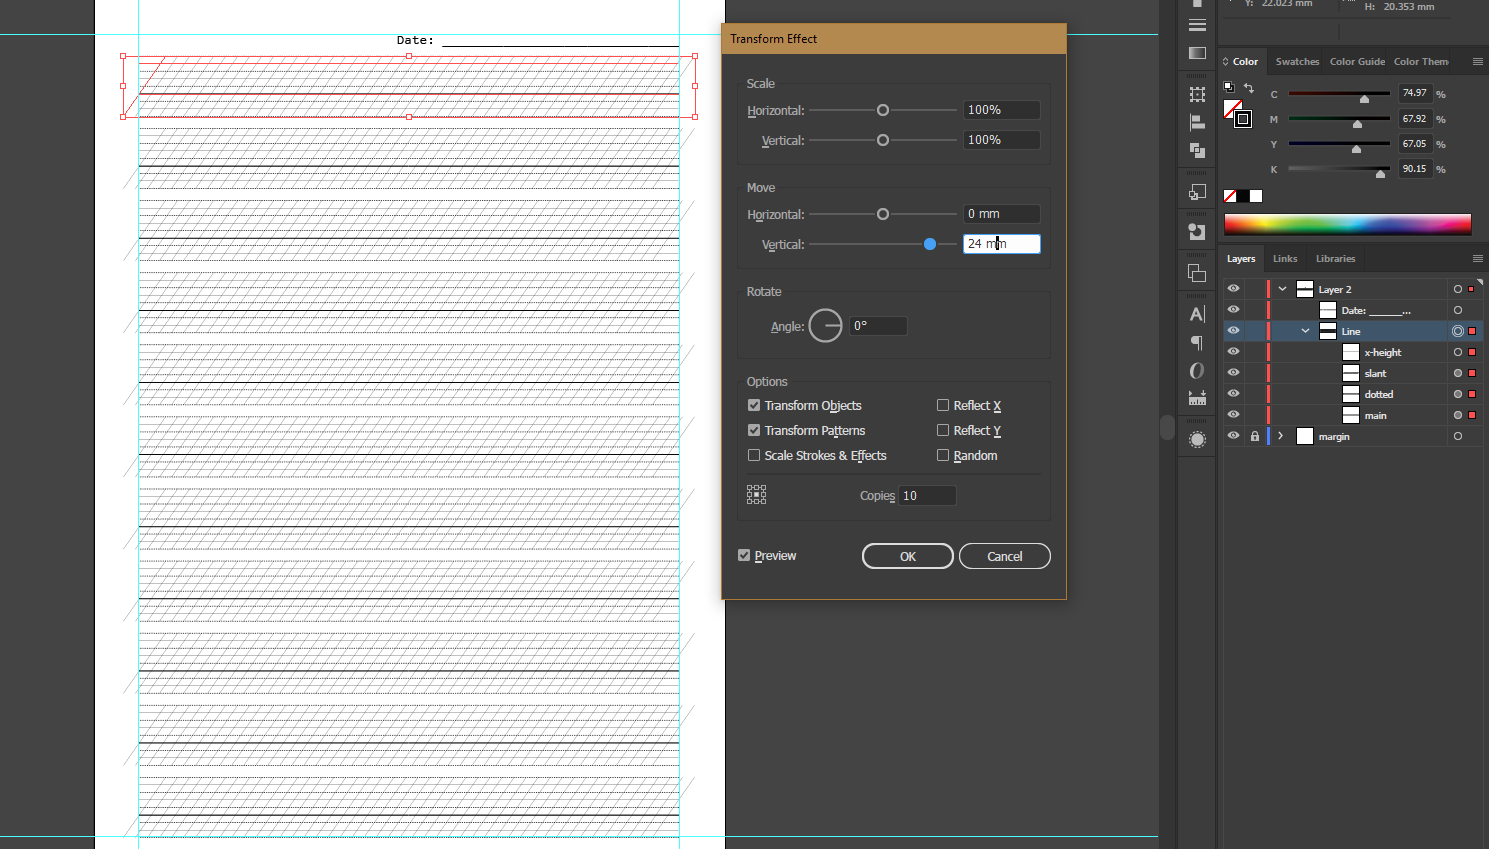 Date: ____________________________
Transform Effect
Scale
Horizontal: 100%
Vertical: 100%
Move
Horizontal: 0 mm
Vertical: 24 mm
Rotate
Angle: 0°
Options
Transform Objects Reflect X
Transform Patterns Reflect Y
Scale Strokes & Effects Random
Copies 10
Preview OK Cancel
Y: 22.023 mm H: 20.353 mm
Color Swatches Color Guide Color Them
C 74.97 %
M 67.92 %
Y 67.05 %
K 90.15 %
Layers Links Libraries
Layer 2
Date: _______...
Line
x-height
slant
dotted
main
margin